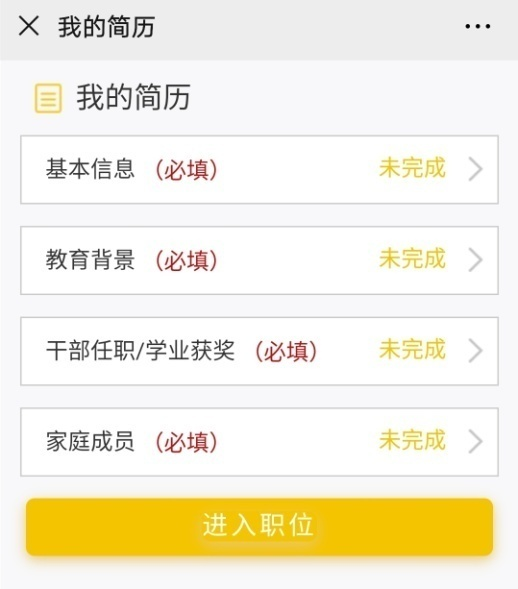 我的简历
我的简历
基本信息 （必填） 未完成
教育背景 （必填） 未完成
干部任职/学业获奖 （必填） 未完成
家庭成员 （必填） 未完成
进入职位